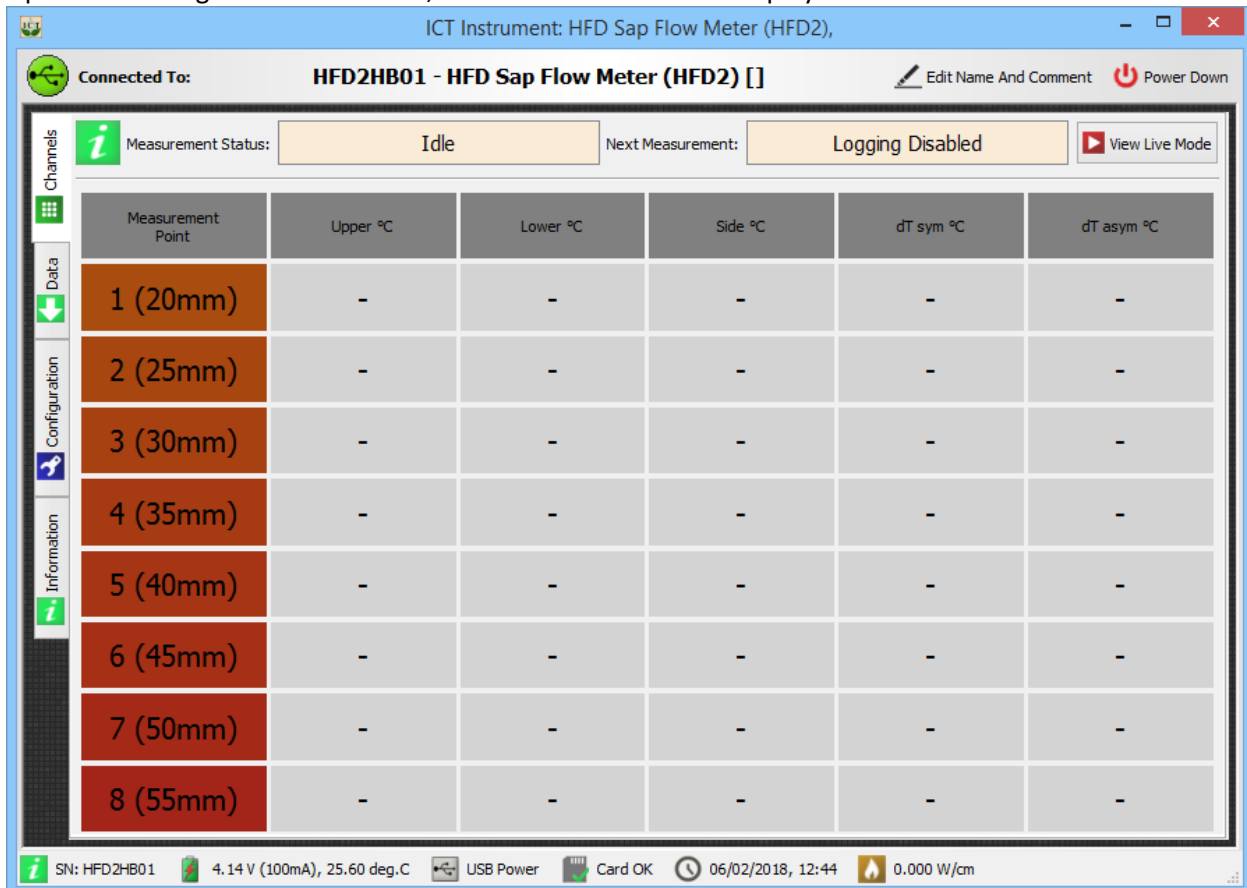 ICT Instrument: HFD Sap Flow Meter (HFD2),
Connected To: HFD2HB01 - HFD Sap Flow Meter (HFD2) [] Edit Name And Comment Power Down
Channels
Data
Configuration
Information
Measurement Status: Idle Next Measurement: Logging Disabled View Live Mode
Measurement Point Upper °C Lower °C Side °C dT sym °C dT asym °C
1 (20mm) - - - - -
2 (25mm) - - - - -
3 (30mm) - - - - -
4 (35mm) - - - - -
5 (40mm) - - - - -
6 (45mm) - - - - -
7 (50mm) - - - - -
8 (55mm) - - - - -
SN: HFD2HB01 4.14 V (100mA), 25.60 deg.C USB Power Card OK 06/02/2018, 12:44 0.000 W/cm